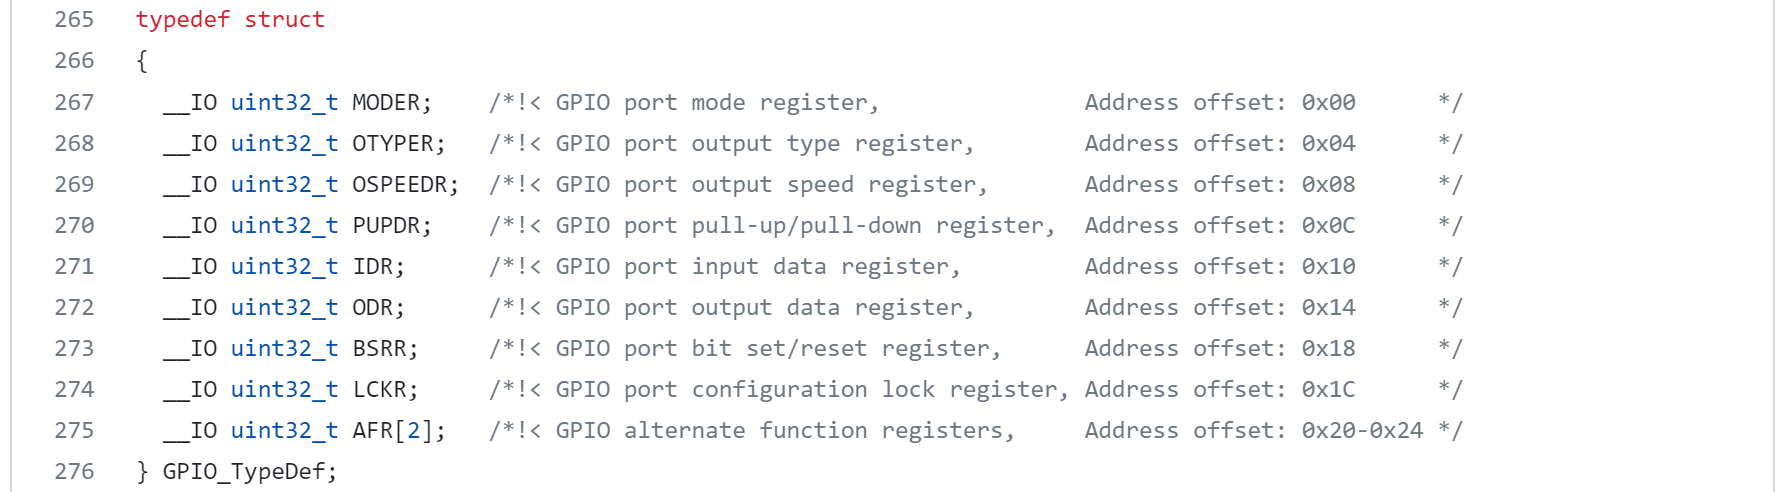 265 typedef struct
266 {
267 __IO uint32_t MODER; /*!< GPIO port mode register, Address offset: 0x00 */
268 __IO uint32_t OTYPER; /*!< GPIO port output type register, Address offset: 0x04 */
269 __IO uint32_t OSPEEDR; /*!< GPIO port output speed register, Address offset: 0x08 */
270 __IO uint32_t PUPDR; /*!< GPIO port pull-up/pull-down register, Address offset: 0x0C */
271 __IO uint32_t IDR; /*!< GPIO port input data register, Address offset: 0x10 */
272 __IO uint32_t ODR; /*!< GPIO port output data register, Address offset: 0x14 */
273 __IO uint32_t BSRR; /*!< GPIO port bit set/reset register, Address offset: 0x18 */
274 __IO uint32_t LCKR; /*!< GPIO port configuration lock register, Address offset: 0x1C */
275 __IO uint32_t AFR[2]; /*!< GPIO alternate function registers, Address offset: 0x20-0x24 */
276 } GPIO_TypeDef;